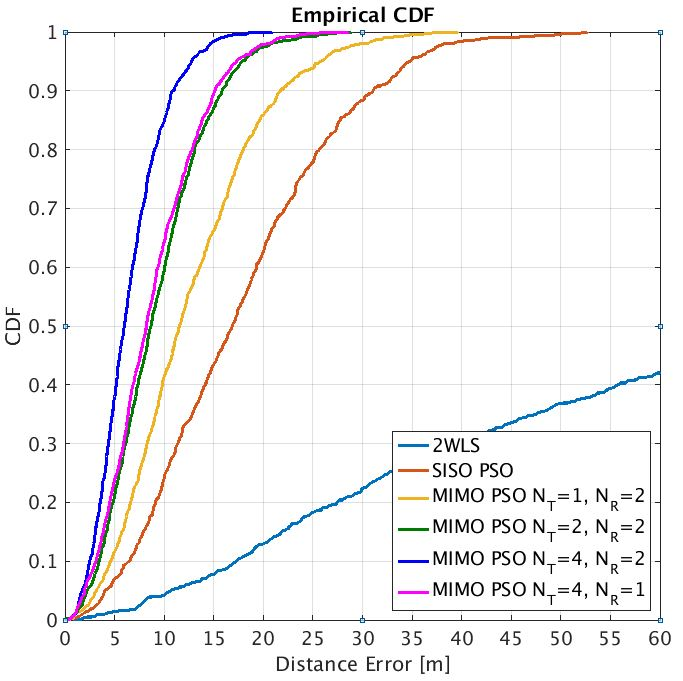 Empirical CDF
1
0.9
0.8
0.7
0.6
0.5
0.4
0.3
0.2
0.1
0
CDF
2WLS
SISO PSO
MIMO PSO N_T=1, N_R=2
MIMO PSO N_T=2, N_R=2
MIMO PSO N_T=4, N_R=2
MIMO PSO N_T=4, N_R=1
0 5 10 15 20 25 30 35 40 45 50 55 60
Distance Error [m]